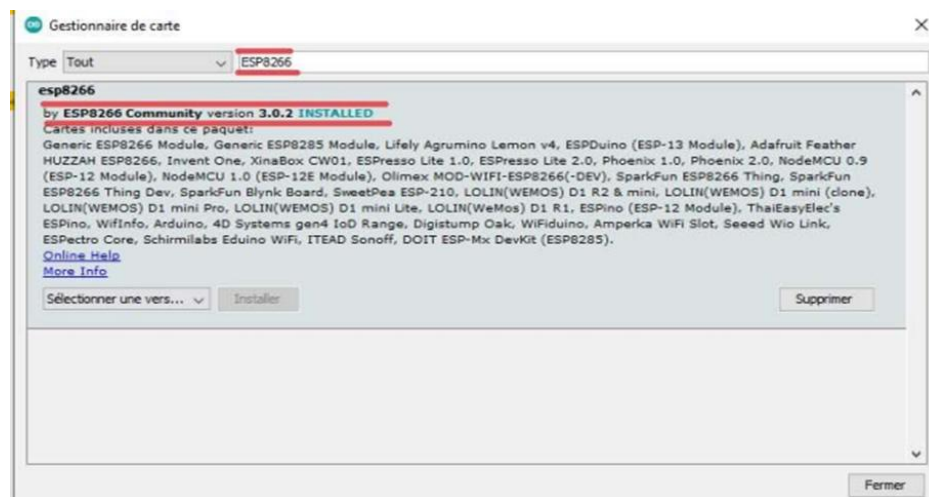 Gestionnaire de carte
Type Tout ESP8266
esp8266
by ESP8266 Community version 3.0.2 INSTALLED
Cartes incluses dans ce paquet:
Generic ESP8266 Module, Generic ESP8285 Module, Lifely Agrumino Lemon v4, ESPDuino (ESP-13 Module), Adafruit Feather
HUZZAH ESP8266, Invent One, XinaBox CW01, ESPresso Lite 1.0, ESPresso Lite 2.0, Phoenix 1.0, Phoenix 2.0, NodeMCU 0.9
(ESP-12 Module), NodeMCU 1.0 (ESP-12E Module), Olimex MOD-WIFI-ESP8266(-DEV), SparkFun ESP8266 Thing, SparkFun
ESP8266 Thing Dev, SparkFun Blynk Board, SweetPea ESP-210, LOLIN(WEMOS) D1 R2 & mini, LOLIN(WEMOS) D1 mini (clone),
LOLIN(WEMOS) D1 mini Pro, LOLIN(WEMOS) D1 mini Lite, LOLIN(WeMos) D1 R1, ESPino (ESP-12 Module), ThaiEasyElec's
ESPino, WifInfo, Arduino, 4D Systems gen4 IoD Range, Digistump Oak, WiFiduino, Amperka WiFi Slot, Seeed Wio Link,
ESPectro Core, Schirmilabs Eduino WiFi, ITEAD Sonoff, DOIT ESP-Mx DevKit (ESP8285).
Online Help
More Info
Sélectionner une vers... Installer Supprimer
Fermer